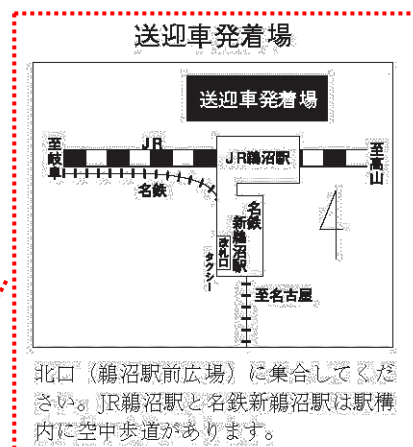 送迎車発着場
送迎車発着場
JR
至岐阜
JR鵜沼駅
至高山
名鉄
名鉄
新鵜沼駅
改札口
タクシー
至名古屋
北口（鵜沼駅前広場）に集合してくだ
さい。JR鵜沼駅と名鉄新鵜沼駅は駅構
内に空中歩道があります。